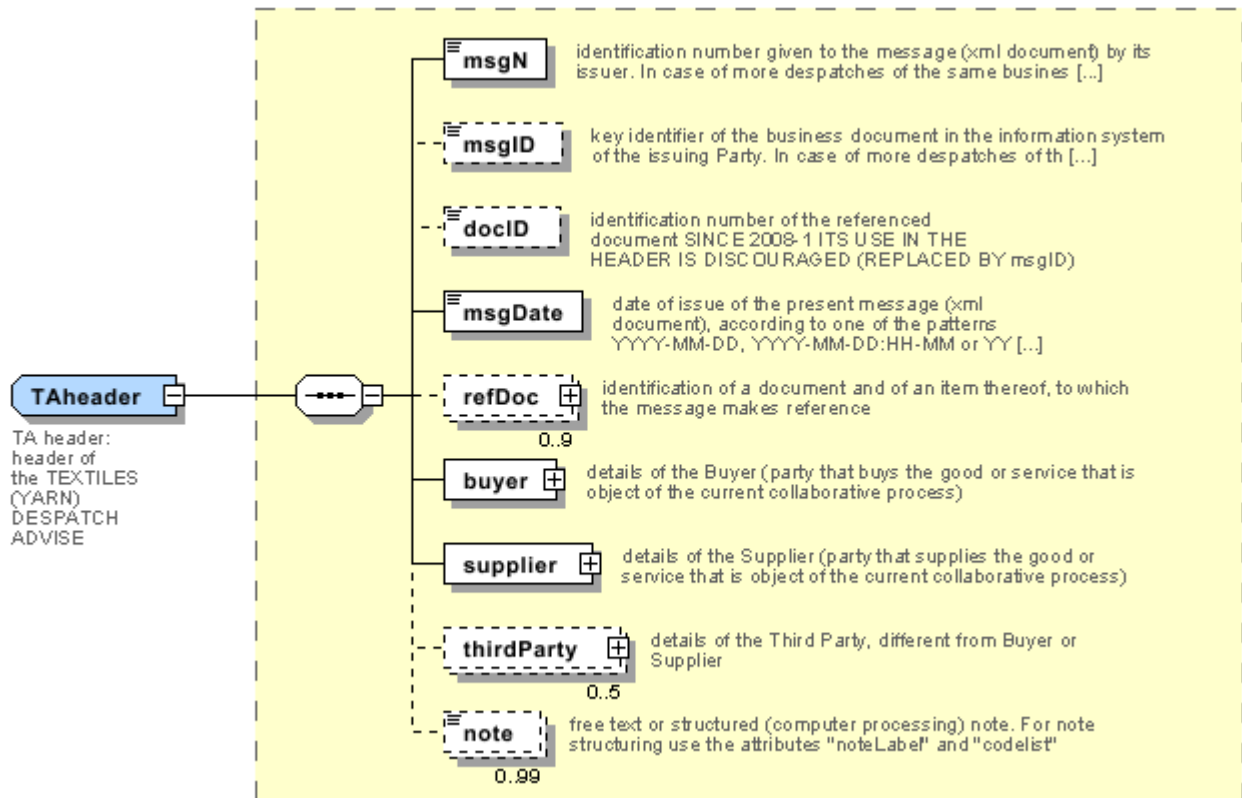 msgN
identification number given to the message (xml document) by its
issuer. In case of more despatches of the same busines [...]
msgID
key identifier of the business document in the information system
of the issuing Party. In case of more despatches of th [...]
docID
identification number of the referenced
document SINCE 2008-1 ITS USE IN THE
HEADER IS DISCOURAGED (REPLACED BY msgID)
msgDate
date of issue of the present message (xml
document), according to one of the patterns
YYYY-MM-DD, YYYY-MM-DD:HH-MM or YY [...]
TAheader
TA header:
header of
the TEXTILES
(YARN)
DESPATCH
ADVISE
refDoc
identification of a document and of an item thereof, to which
the message makes reference
0..9
buyer
details of the Buyer (party that buys the good or service that is
object of the current collaborative process)
supplier
details of the Supplier (party that supplies the good or
service that is object of the current collaborative process)
thirdParty
details of the Third Party, different from Buyer or
Supplier
0..5
note
free text or structured (computer processing) note. For note
structuring use the attributes "noteLabel" and "codelist"
0..99